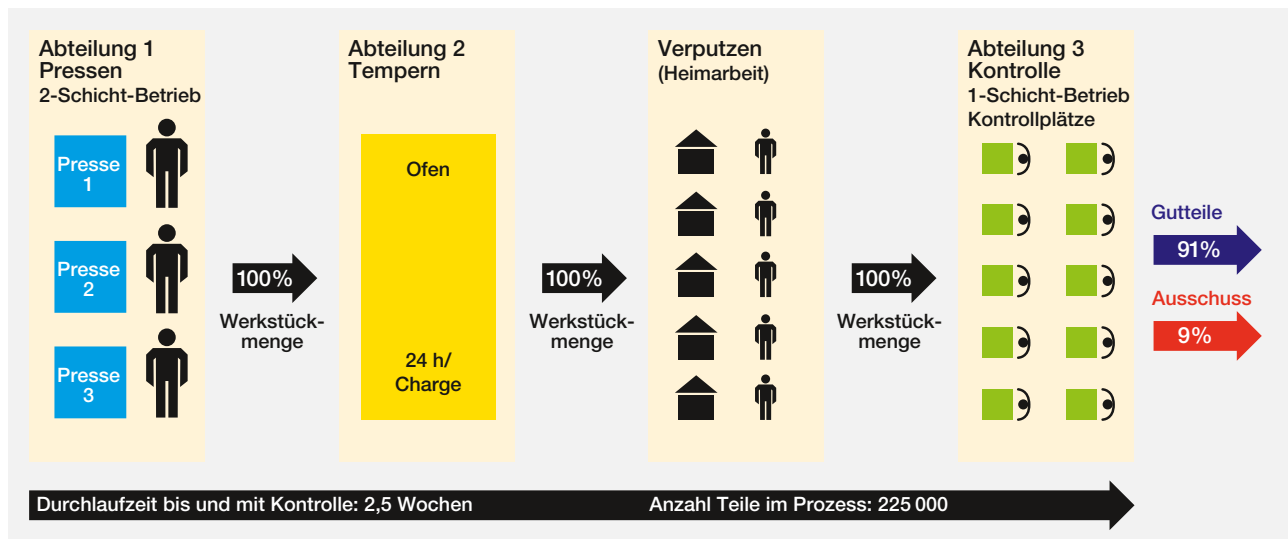 Abteilung 1
Pressen
2-Schicht-Betrieb
Presse
1
Presse
2
Presse
3
100%
Werkstück-
menge
Abteilung 2
Tempern
Ofen
24 h/
Charge
100%
Werkstück-
menge
Verputzen
(Heimarbeit)
100%
Werkstück-
menge
Abteilung 3
Kontrolle
1-Schicht-Betrieb
Kontrollplätze
Gutteile
91%
Ausschuss
9%
Durchlaufzeit bis und mit Kontrolle: 2,5 Wochen
Anzahl Teile im Prozess: 225 000